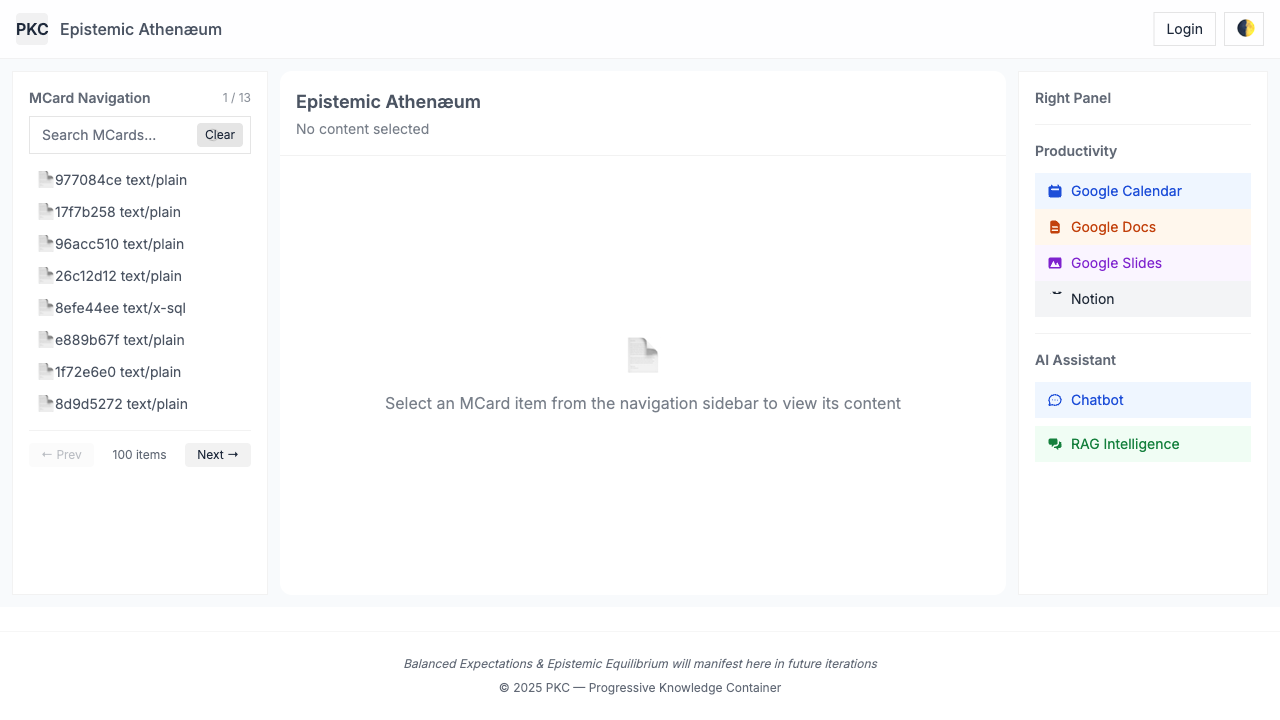 PKC Epistemic Athenæum
Login
MCard Navigation 1 / 13
Search MCards...
Clear
977084ce text/plain
17f7b258 text/plain
96acc510 text/plain
26c12d12 text/plain
8efe44ee text/x-sql
e889b67f text/plain
1f72e6e0 text/plain
8d9d5272 text/plain
← Prev 100 items Next →
Epistemic Athenæum
No content selected
Select an MCard item from the navigation sidebar to view its content
Right Panel
Productivity
Google Calendar
Google Docs
Google Slides
Notion
AI Assistant
Chatbot
RAG Intelligence
Balanced Expectations & Epistemic Equilibrium will manifest here in future iterations
© 2025 PKC — Progressive Knowledge Container